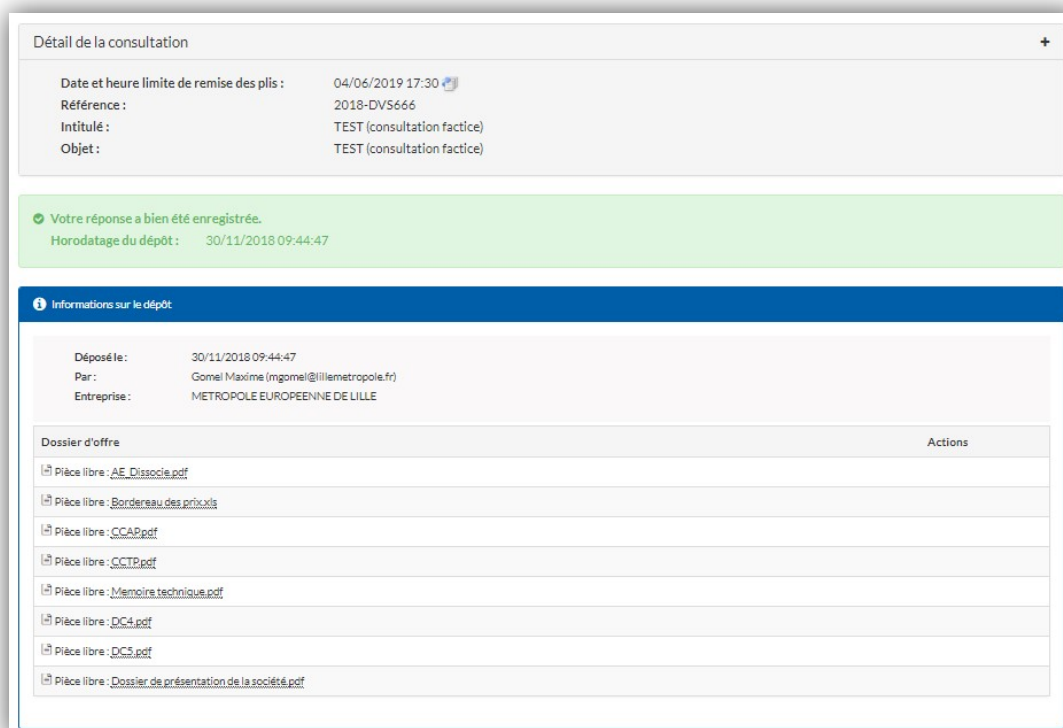 Détail de la consultation +
Date et heure limite de remise des plis : 04/06/2019 17:30
Référence : 2018-DVS666
Intitulé : TEST (consultation factice)
Objet : TEST (consultation factice)
Votre réponse a bien été enregistrée.
Horodatage du dépôt : 30/11/2018 09:44:47
Informations sur le dépôt
Déposé le : 30/11/2018 09:44:47
Par : Gomel Maxime (mgomel@lillemetropole.fr)
Entreprise : METROPOLE EUROPEENNE DE LILLE
Dossier d'offre Actions
Pièce libre : AE_Dissocie.pdf
Pièce libre : Bordereau des prix.xls
Pièce libre : CCAP.pdf
Pièce libre : CCTP.pdf
Pièce libre : Memoire technique.pdf
Pièce libre : DC4.pdf
Pièce libre : DC5.pdf
Pièce libre : Dossier de présentation de la société.pdf